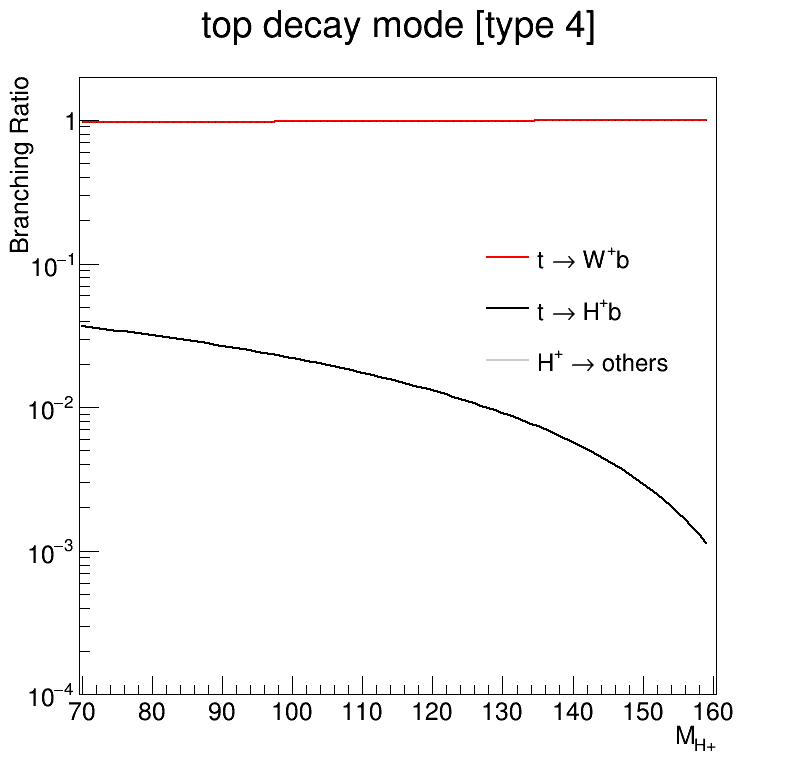 top decay mode [type 4]
Branching Ratio
1
10⁻¹
10⁻²
10⁻³
10⁻⁴
t → W⁺b
t → H⁺b
H⁺ → others
70 80 90 100 110 120 130 140 150 160
M_H+